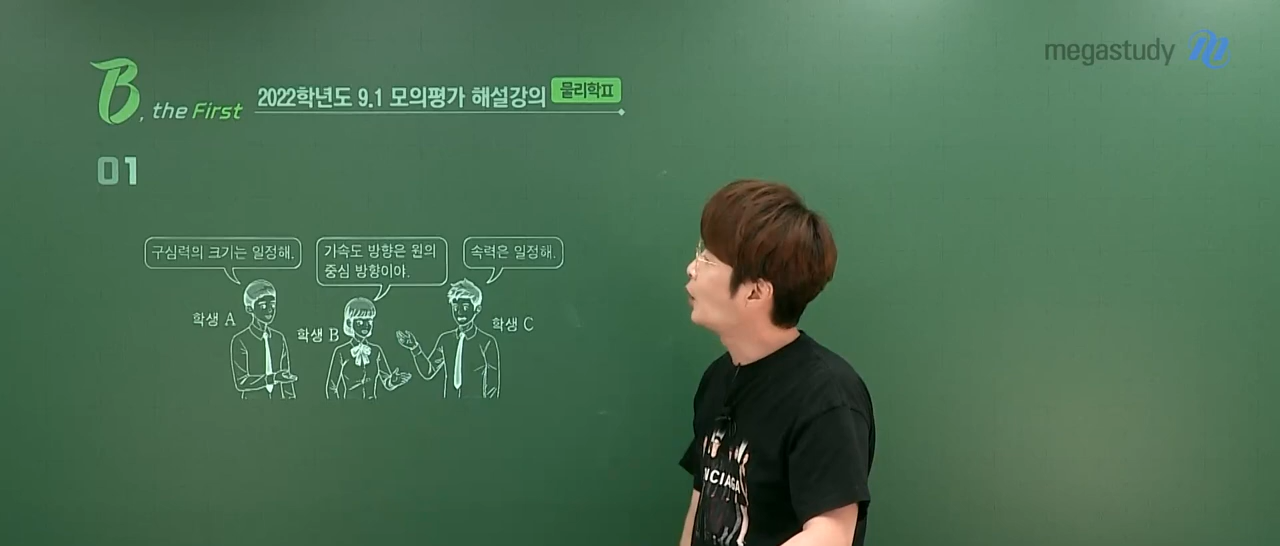 megastudy
B, the First 2022학년도 9.1 모의평가 해설강의 물리학Ⅱ
01
구심력의 크기는 일정해.
가속도 방향은 원의
중심 방향이야.
속력은 일정해.
학생 A
학생 B
학생 C
NCIAGA